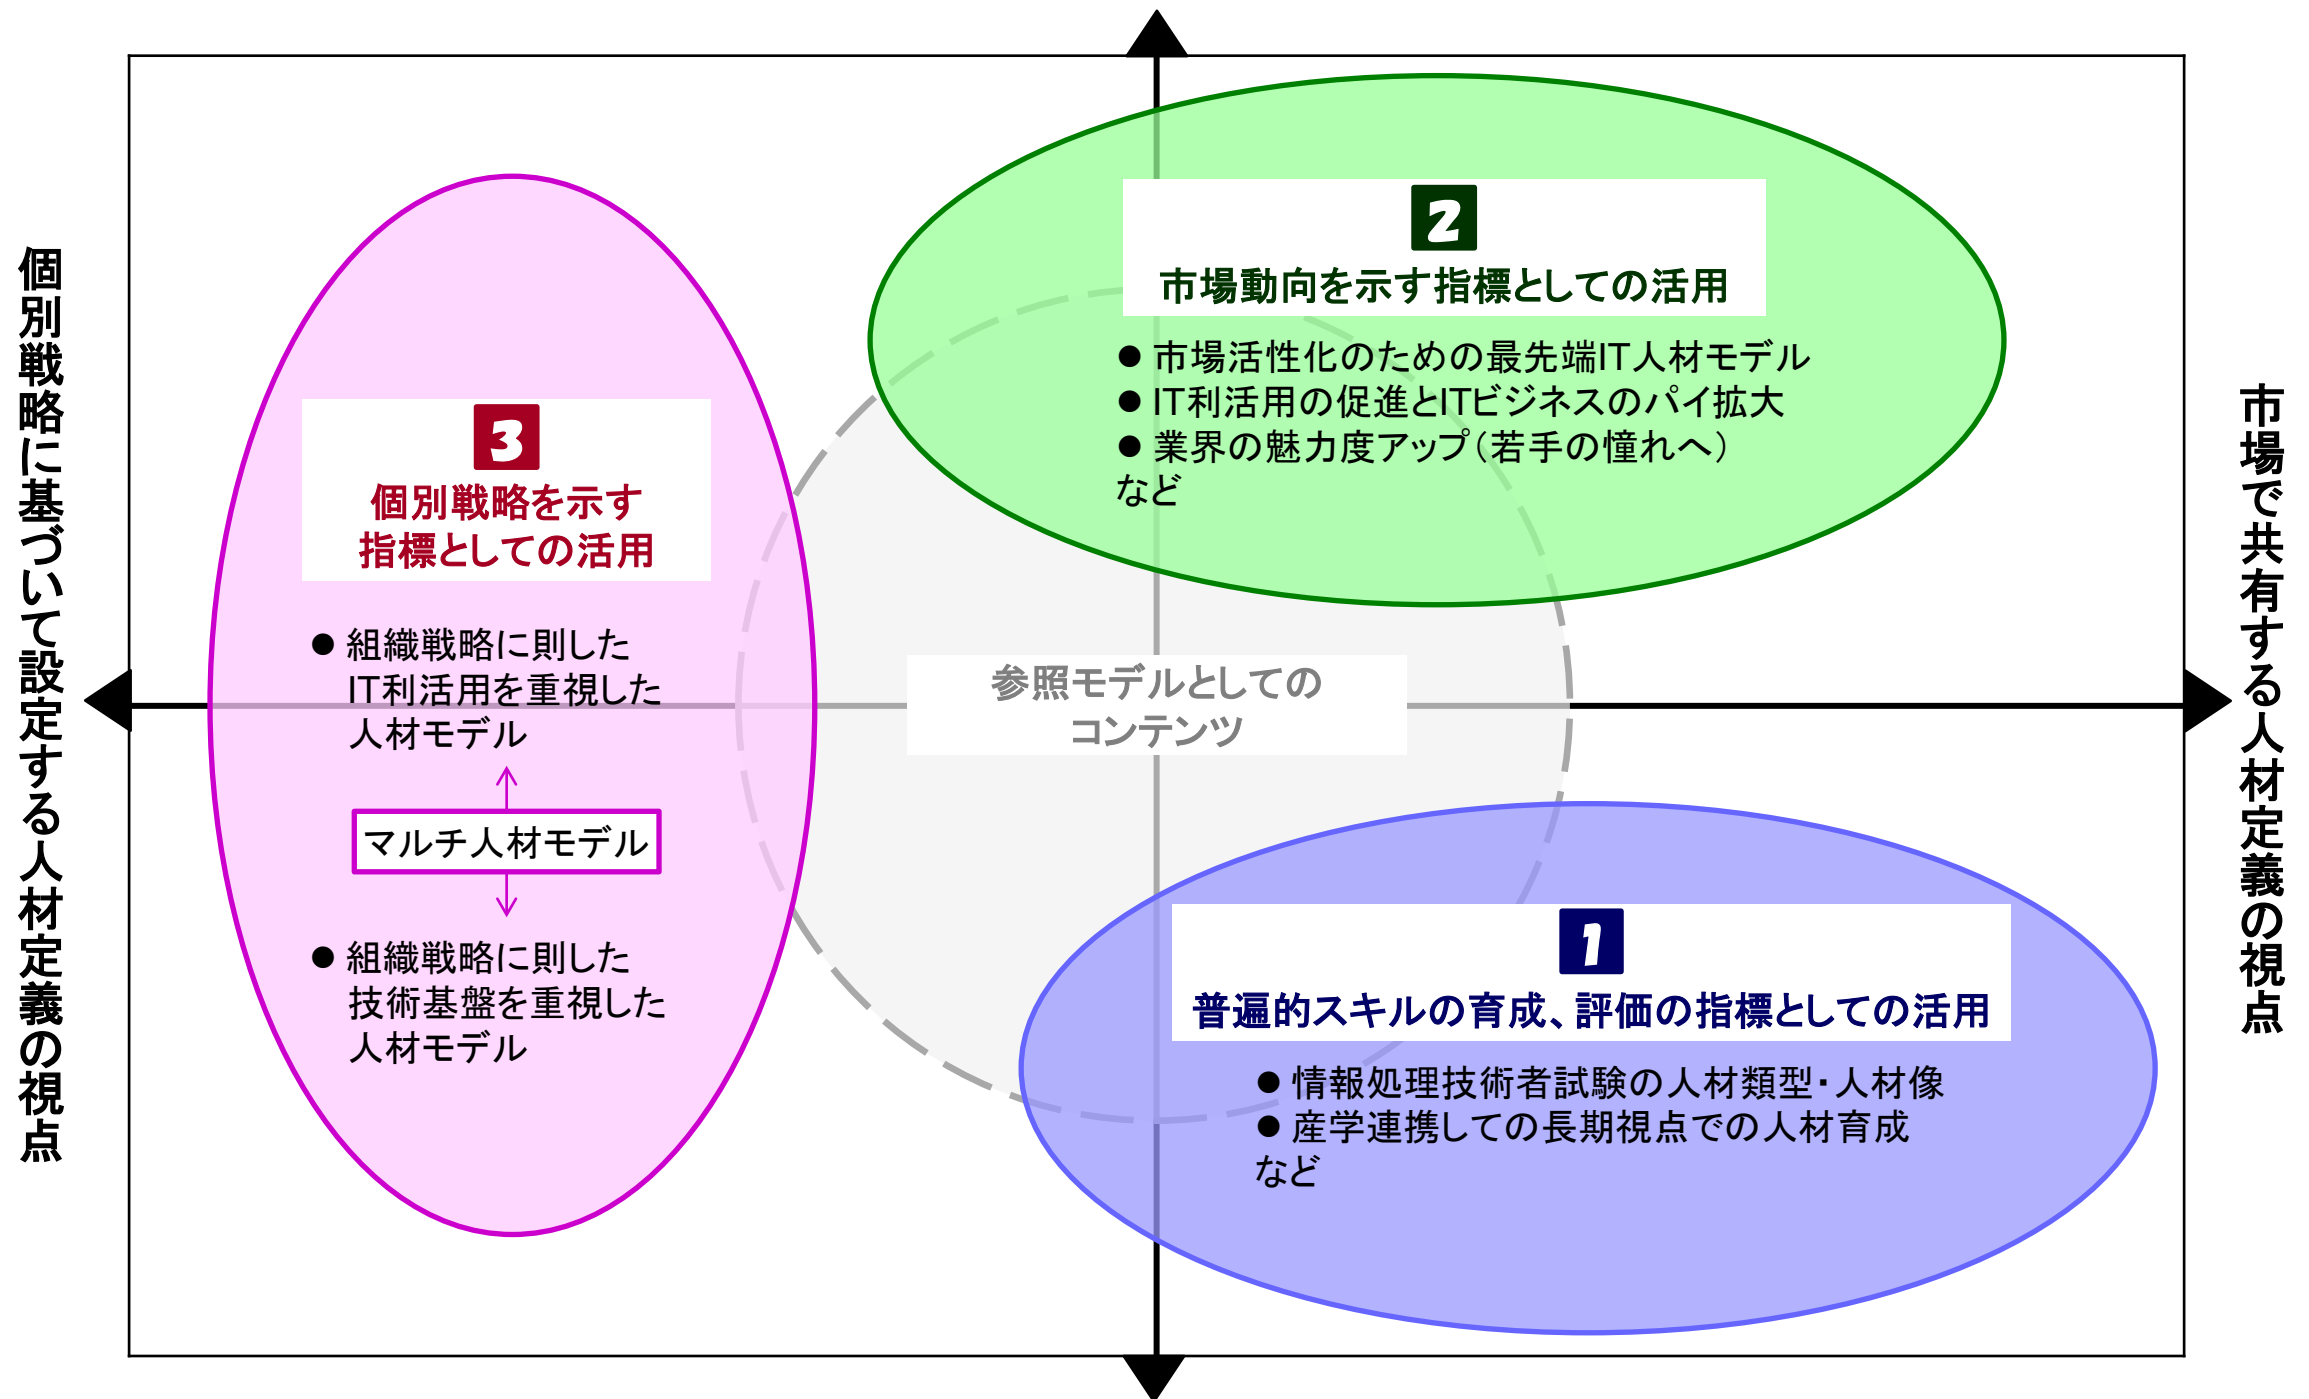 個別戦略に基づいて設定する人材定義の視点
2
市場動向を示す指標としての活用
● 市場活性化のための最先端IT人材モデル
● IT利活用の促進とITビジネスのパイ拡大
● 業界の魅力度アップ（若手の憧れへ）
など
3
個別戦略を示す
指標としての活用
● 組織戦略に則した
IT利活用を重視した
人材モデル
マルチ人材モデル
● 組織戦略に則した
技術基盤を重視した
人材モデル
参照モデルとしての
コンテンツ
1
普遍的スキルの育成、評価の指標としての活用
● 情報処理技術者試験の人材類型・人材像
● 産学連携しての長期視点での人材育成
など
市場で共有する人材定義の視点